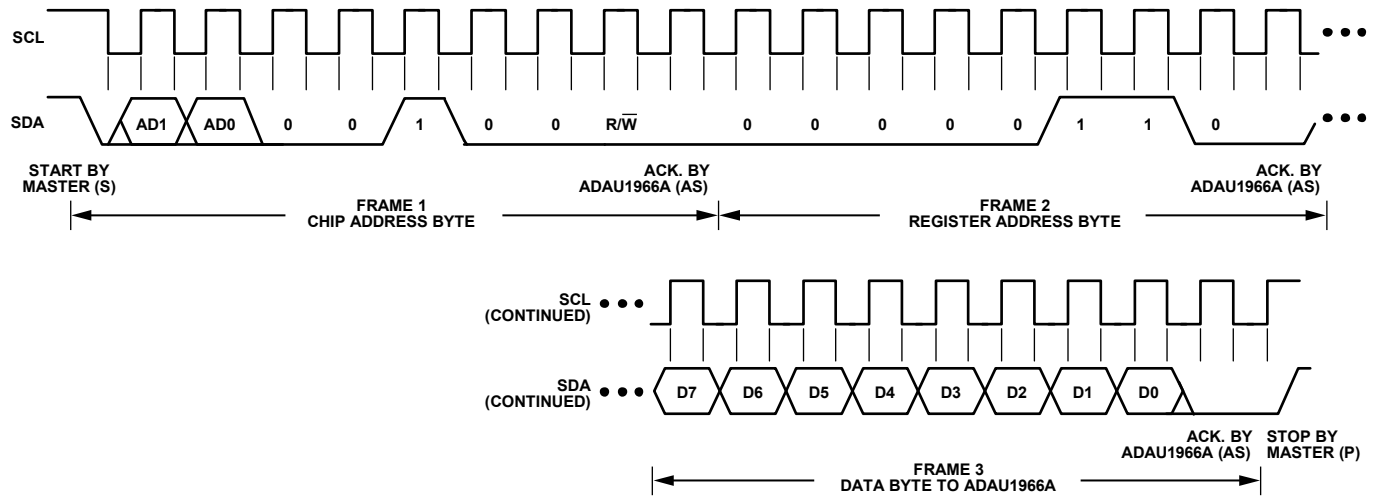 SCL
SDA
AD1 AD0 0 0 1 0 0 R/W̅ 0 0 0 0 0 1 1 0
START BY
MASTER (S)
ACK. BY
ADAU1966A (AS)
ACK. BY
ADAU1966A (AS)
FRAME 1
CHIP ADDRESS BYTE
FRAME 2
REGISTER ADDRESS BYTE
SCL
(CONTINUED)
SDA
(CONTINUED)
D7 D6 D5 D4 D3 D2 D1 D0
ACK. BY
ADAU1966A (AS)
STOP BY
MASTER (P)
FRAME 3
DATA BYTE TO ADAU1966A